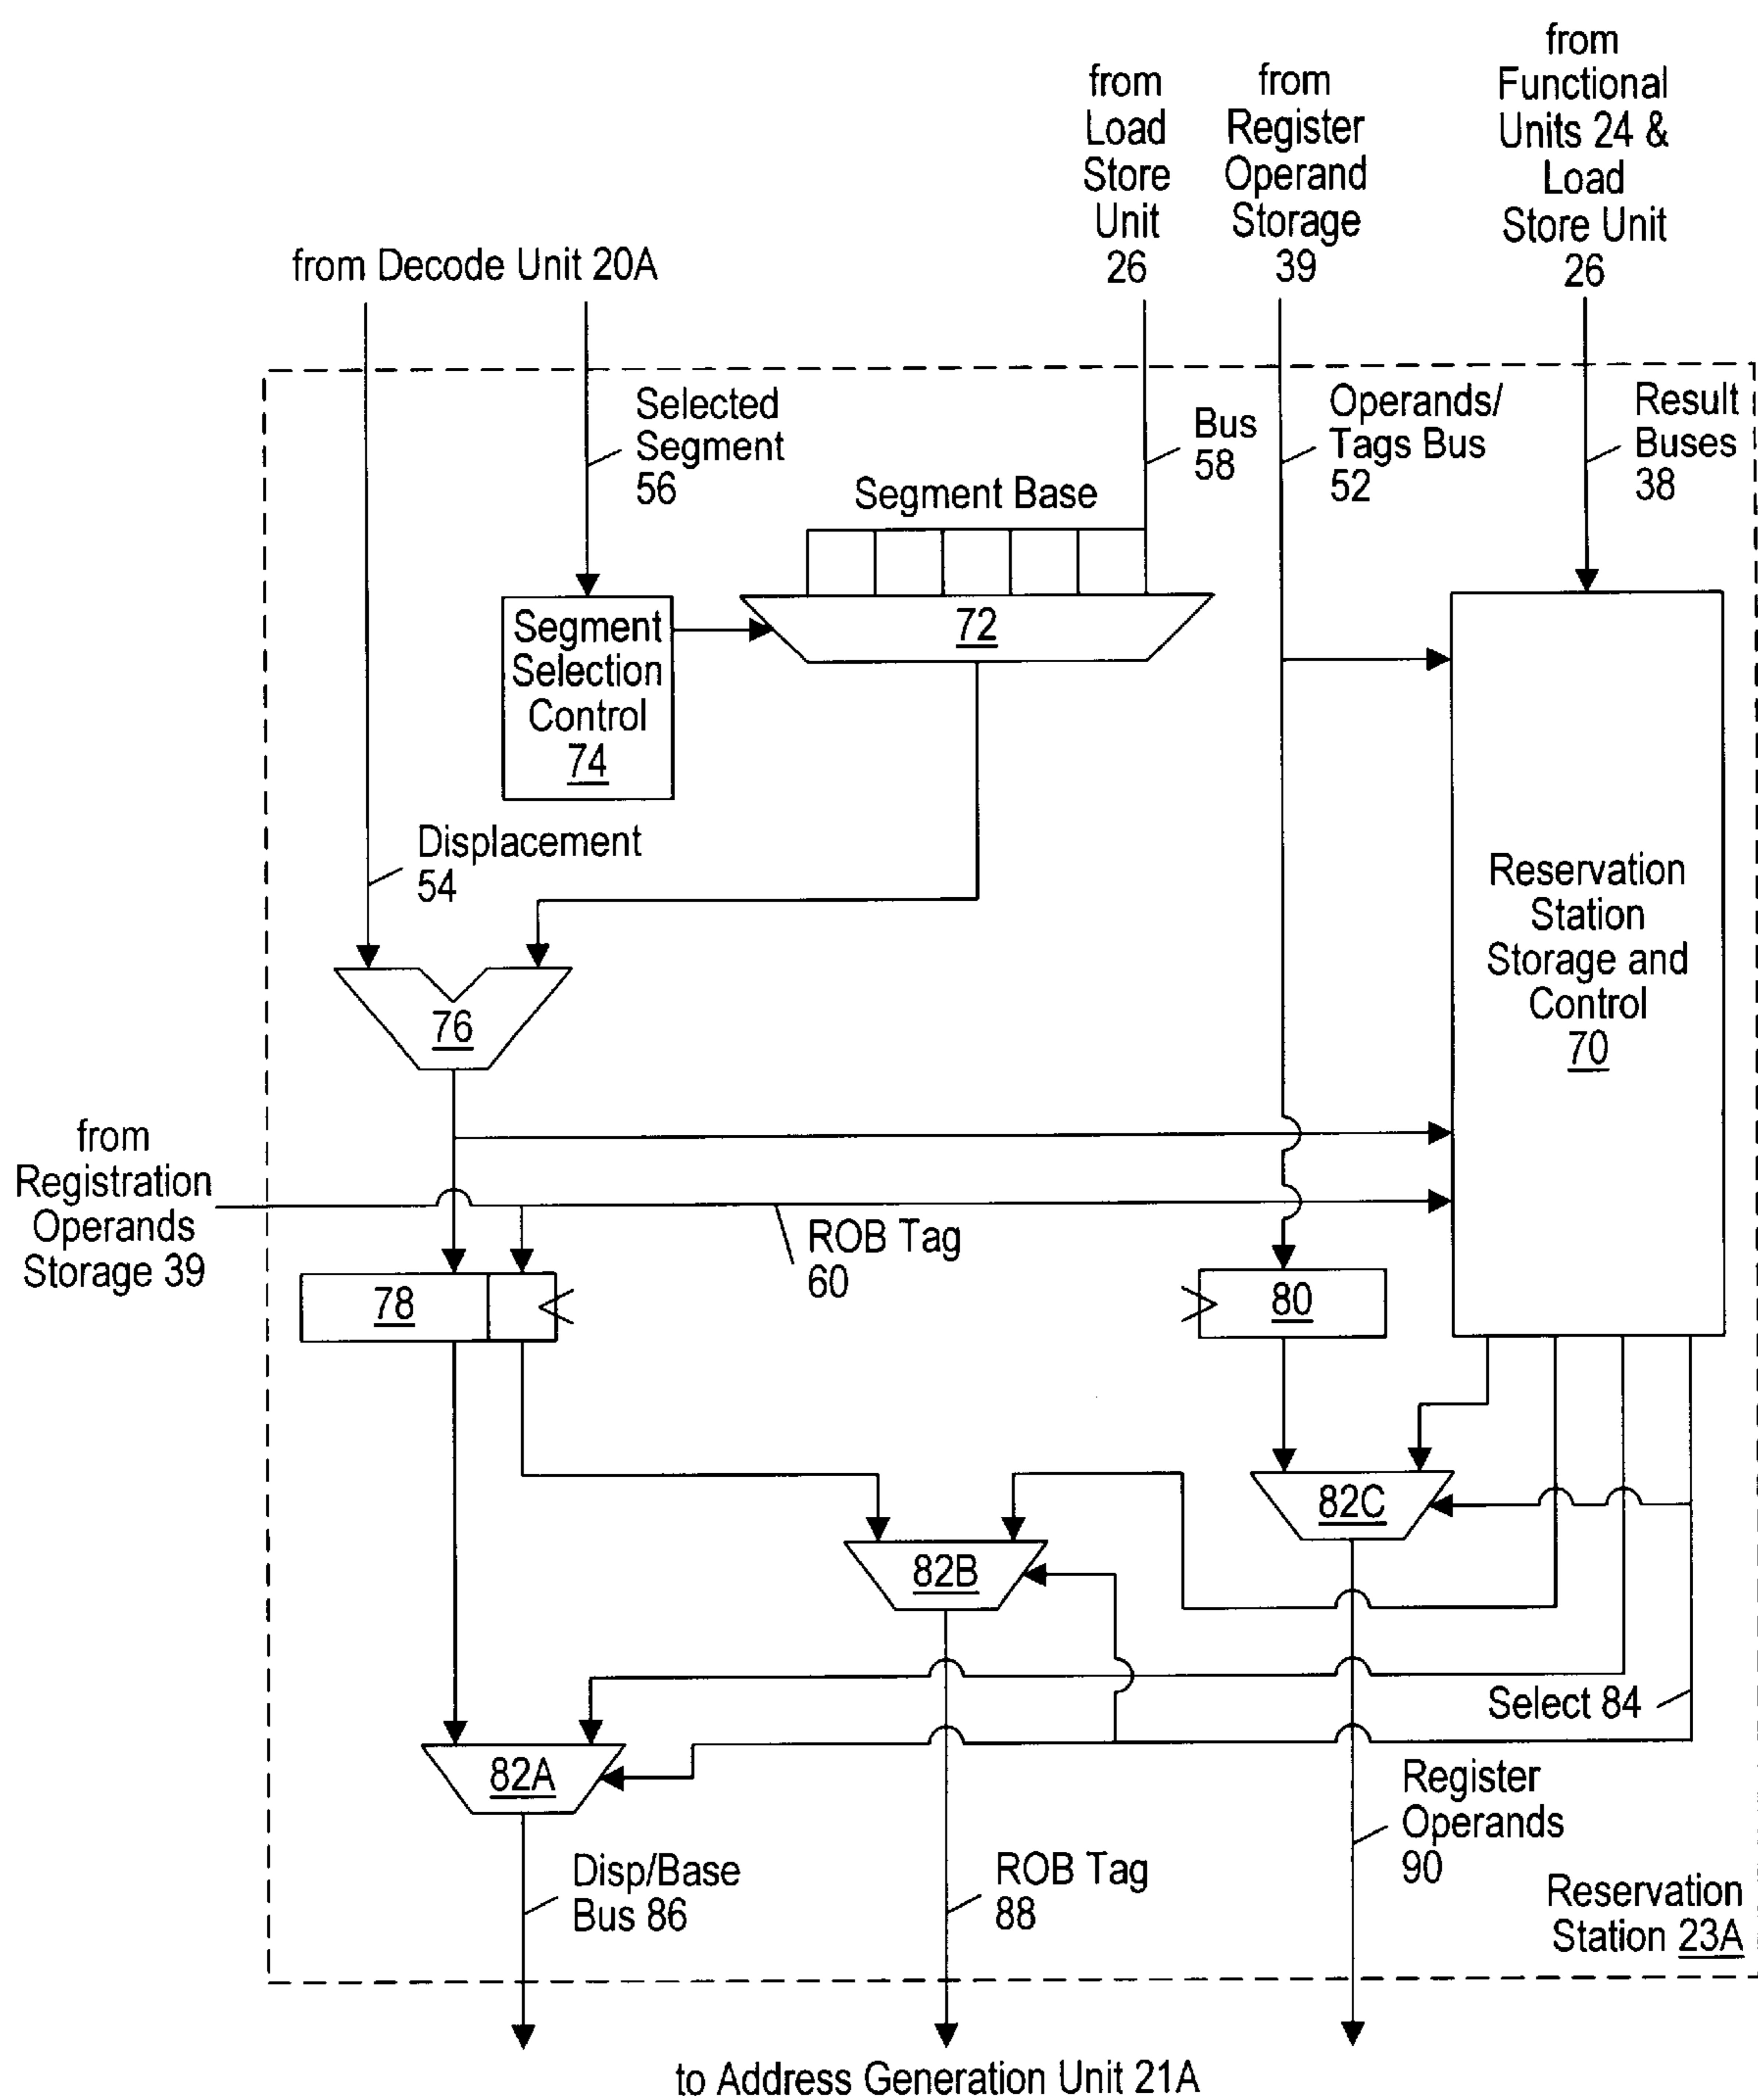 from
Functional
Units 24 &
Load
Store Unit
26
from
Load
Store
Unit
26
from
Register
Operand
Storage
39
from Decode Unit 20A
Selected
Segment
56
Bus
58
Operands/
Tags Bus
52
Result
Buses
38
Segment Base
Segment
Selection
Control
74
72
Displacement
54
Reservation
Station
Storage and
Control
70
76
from
Registration
Operands
Storage 39
ROB Tag
60
78
80
82C
82B
Select 84
82A
Register
Operands
90
Disp/Base
Bus 86
ROB Tag
88
Reservation
Station 23A
to Address Generation Unit 21A